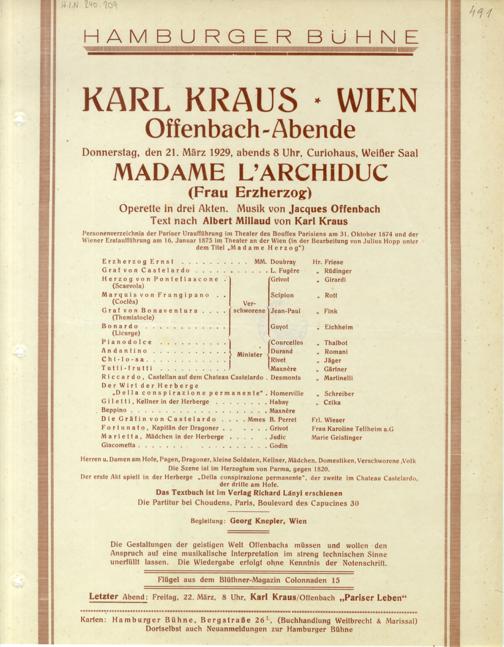 H.I.N. 240.209
491
HAMBURGER BÜHNE
KARL KRAUS · WIEN
Offenbach-Abende
Donnerstag, den 21. März 1929, abends 8 Uhr, Curiohaus, Weißer Saal
MADAME L'ARCHIDUC
(Frau Erzherzog)
Operette in drei Akten. Musik von Jacques Offenbach
Text nach Albert Millaud von Karl Kraus
Personenverzeichnis der Pariser Uraufführung im Theater des Bouffes Parisiens am 31. Oktober 1874 und der
Wiener Erstaufführung am 16. Januar 1875 im Theater an der Wien (in der Bearbeitung von Julius Hopp unter
dem Titel „Madame Herzog")
Erzherzog Ernst . . . MM. Doubray Hr. Friese
Graf von Castelardo . . . L. Fugère „ Rüdinger
Herzog von Pontefiascone . . . Grivot „ Girardi
(Scaevola)
Marquis von Frangipano . . Scipion „ Rott
(Coclès)
Graf von Bonaventura . . . Ver-schworene Jean-Paul „ Fink
(Themistocle)
Bonardo . . . Guyot „ Eichheim
(Licurge)
Pianodolce . . . Courcelles „ Thalbot
Andantino . . . Minister Durand „ Romani
Chi-lo-sa . . . Rivet „ Jäger
Tutti-frutti . . . Maxnère „ Gärtner
Riccardo, Castellan auf dem Chateau Castelardo . Desmonts „ Martinelli
Der Wirt der Herberge
„Della conspirazione permanente" . Homerville „ Schreiber
Giletti, Kellner in der Herberge . . . Habay „ Czika
Beppino . . . Maxnère
Die Gräfin von Castelardo . . . Mmes B. Perret Frl. Wieser
Fortunato, Kapitän der Dragoner . . . Grivot Frau Karoline Tellheim a.G
Marietta, Mädchen in der Herberge . . . Judic Marie Geistinger
Giacometta . . . Godin
Herren u. Damen am Hofe, Pagen, Dragoner, kleine Soldaten, Kellner, Mädchen, Domestiken, Verschworene ,Volk
Die Szene ist im Herzogtum von Parma, gegen 1820.
Der erste Akt spielt in der Herberge „Della conspirazione permanente", der zweite im Chateau Castelardo,
der dritte am Hofe.
Das Textbuch ist im Verlag Richard Lányi erschienen
Die Partitur bei Choudens, Paris, Boulevard des Capucines 30
Begleitung: Georg Knepler, Wien
Die Gestaltungen der geistigen Welt Offenbachs müssen und wollen den
Anspruch auf eine musikalische Interpretation im streng technischen Sinne
unerfüllt lassen. Die Wiedergabe erfolgt ohne Kenntnis der Notenschrift.
Flügel aus dem Blüthner-Magazin Colonnaden 15
Letzter Abend: Freitag, 22. März, 8 Uhr, Karl Kraus/Offenbach „Pariser Leben"
Karten: Hamburger Bühne, Bergstraße 26 I, (Buchhandlung Weitbrecht & Marissal)
Dortselbst auch Neuanmeldungen zur Hamburger Bühne